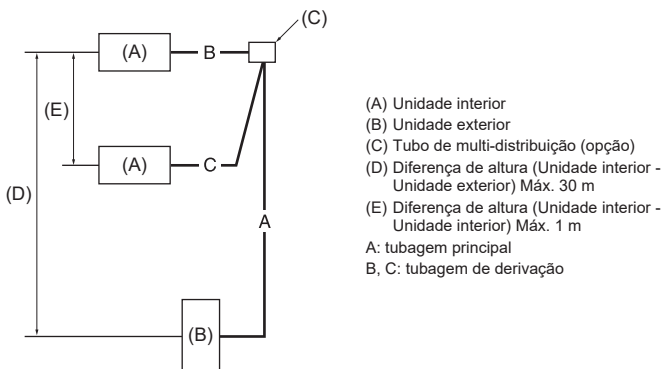 (C)
(A)
B
(E)
(A)
C
(D)
A
(B)
(A) Unidade interior
(B) Unidade exterior
(C) Tubo de multi-distribuição (opção)
(D) Diferença de altura (Unidade interior -
Unidade exterior) Máx. 30 m
(E) Diferença de altura (Unidade interior -
Unidade interior) Máx. 1 m
A: tubagem principal
B, C: tubagem de derivação